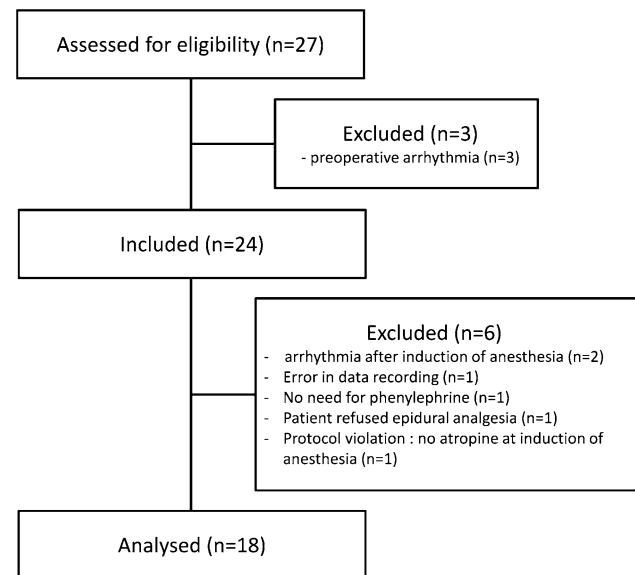 Assessed for eligibility (n=27)
Excluded (n=3)
- preoperative arrhythmia (n=3)
Included (n=24)
Excluded (n=6)
- arrhythmia after induction of anesthesia (n=2)
- Error in data recording (n=1)
- No need for phenylephrine (n=1)
- Patient refused epidural analgesia (n=1)
- Protocol violation : no atropine at induction of
anesthesia (n=1)
Analysed (n=18)